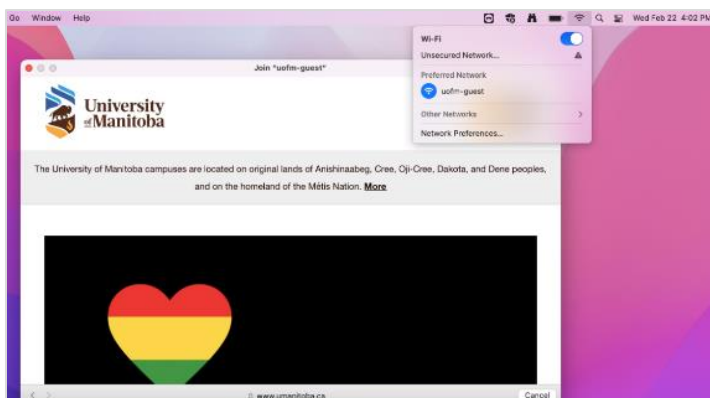 Go Window Help
Wed Feb 22 4:02 PM
Wi-Fi
Unsecured Network...
Preferred Network
uofm-guest
Other Networks
Network Preferences...
Join "uofm-guest"
University
of Manitoba
The University of Manitoba campuses are located on original lands of Anishinaabeg, Cree, Oji-Cree, Dakota, and Dene peoples,
and on the homeland of the Métis Nation. More
www.umanitoba.ca
Cancel